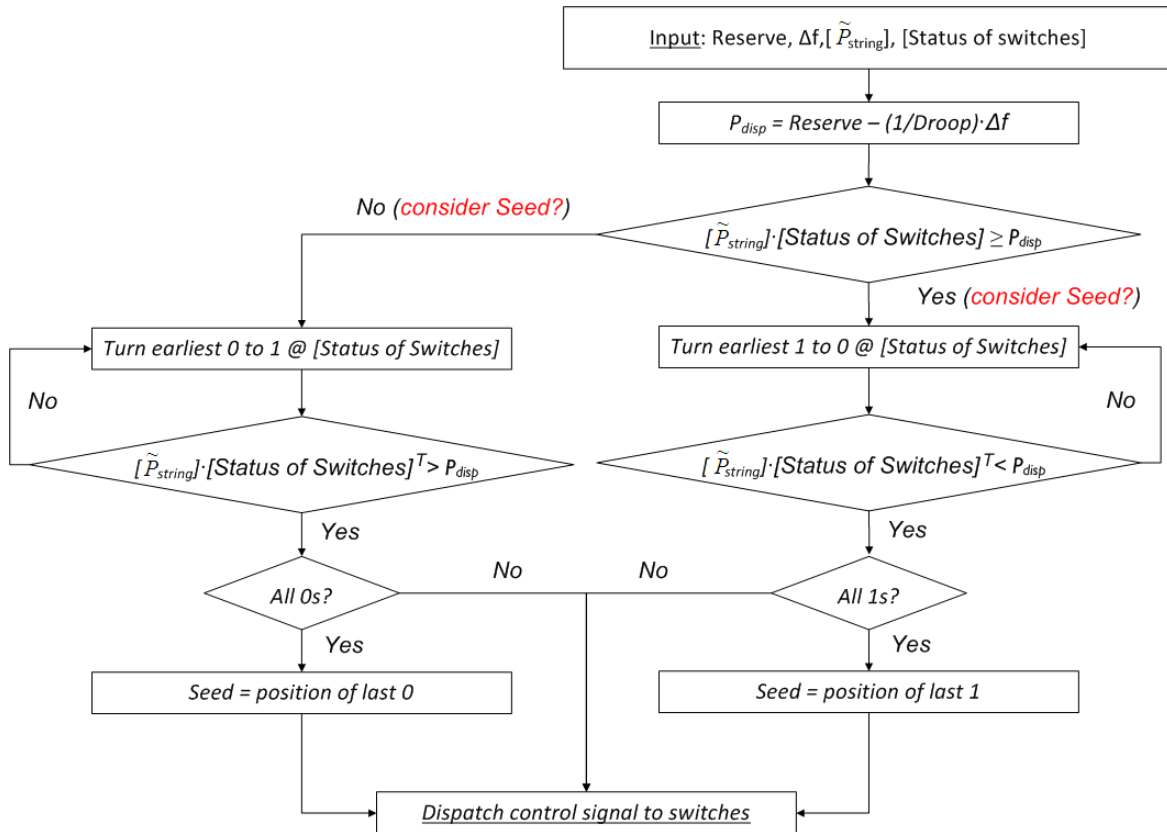 Input: Reserve, Δf,[ P̃string], [Status of switches]
Pdisp = Reserve – (1/Droop)·Δf
No (consider Seed?)
[P̃string]·[Status of Switches] ≥ Pdisp
Yes (consider Seed?)
Turn earliest 0 to 1 @ [Status of Switches]
Turn earliest 1 to 0 @ [Status of Switches]
No
No
[P̃string]·[Status of Switches]ᵀ> Pdisp
[P̃string]·[Status of Switches]ᵀ< Pdisp
Yes
Yes
No
No
All 0s?
All 1s?
Yes
Yes
Seed = position of last 0
Seed = position of last 1
Dispatch control signal to switches